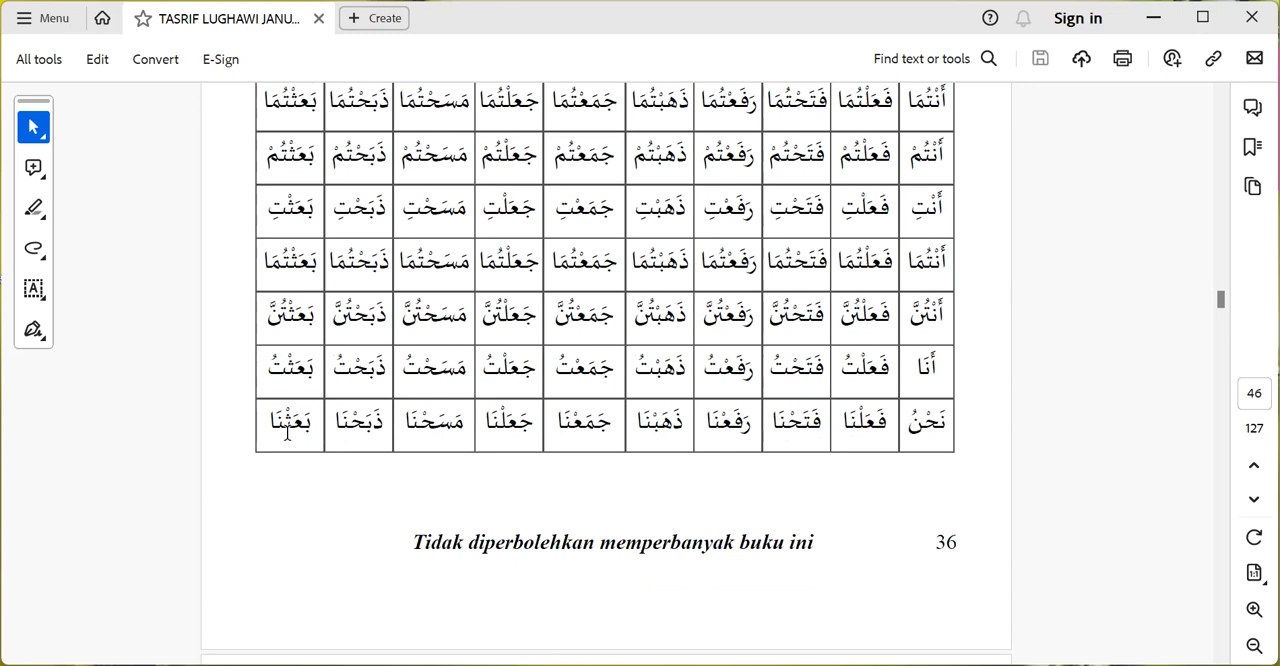 Menu TASRIF LUGHAWI JANU... Create Sign in
All tools Edit Convert E-Sign Find text or tools
أَنْتُمَا فَعَلْتُمَا فَتَحْتُمَا رَفَعْتُمَا ذَهَبْتُمَا جَمَعْتُمَا جَعَلْتُمَا مَسَحْتُمَا ذَبَحْتُمَا بَعَثْتُمَا
أَنْتُمْ فَعَلْتُمْ فَتَحْتُمْ رَفَعْتُمْ ذَهَبْتُمْ جَمَعْتُمْ جَعَلْتُمْ مَسَحْتُمْ ذَبَحْتُمْ بَعَثْتُمْ
أَنْتِ فَعَلْتِ فَتَحْتِ رَفَعْتِ ذَهَبْتِ جَمَعْتِ جَعَلْتِ مَسَحْتِ ذَبَحْتِ بَعَثْتِ
أَنْتُمَا فَعَلْتُمَا فَتَحْتُمَا رَفَعْتُمَا ذَهَبْتُمَا جَمَعْتُمَا جَعَلْتُمَا مَسَحْتُمَا ذَبَحْتُمَا بَعَثْتُمَا
أَنْتُنَّ فَعَلْتُنَّ فَتَحْتُنَّ رَفَعْتُنَّ ذَهَبْتُنَّ جَمَعْتُنَّ جَعَلْتُنَّ مَسَحْتُنَّ ذَبَحْتُنَّ بَعَثْتُنَّ
أَنَا فَعَلْتُ فَتَحْتُ رَفَعْتُ ذَهَبْتُ جَمَعْتُ جَعَلْتُ مَسَحْتُ ذَبَحْتُ بَعَثْتُ
نَحْنُ فَعَلْنَا فَتَحْنَا رَفَعْنَا ذَهَبْنَا جَمَعْنَا جَعَلْنَا مَسَحْنَا ذَبَحْنَا بَعَثْنَا
Tidak diperbolehkan memperbanyak buku ini 36
46
127